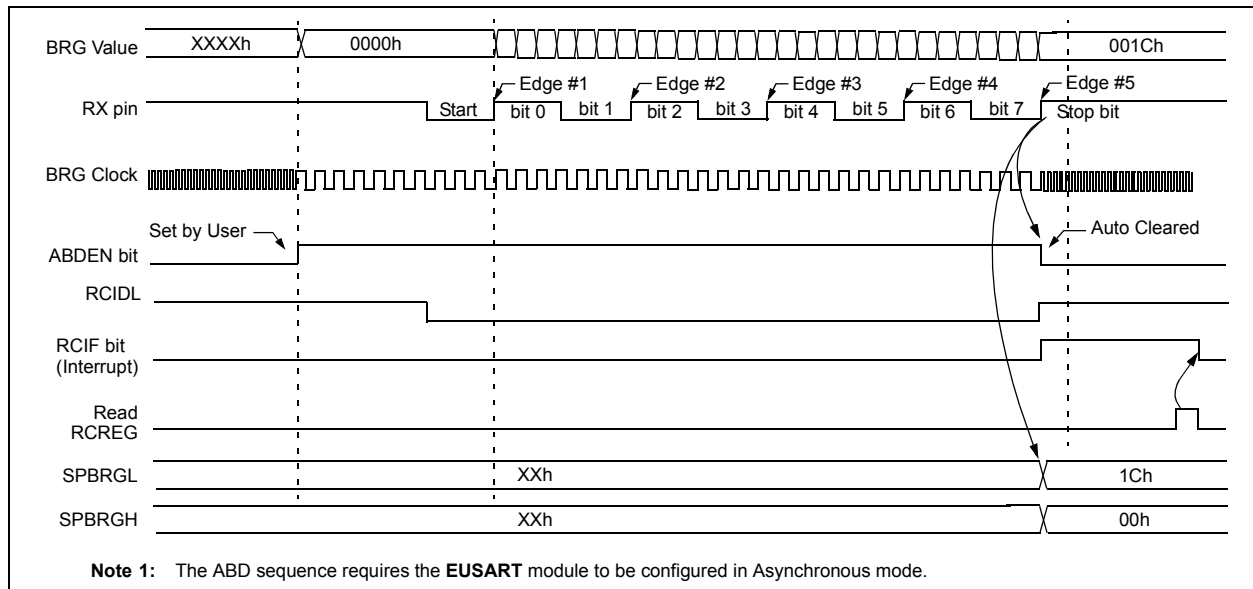 BRG Value XXXXh 0000h 001Ch
Edge #1 Edge #2 Edge #3 Edge #4 Edge #5
RX pin Start bit 0 bit 1 bit 2 bit 3 bit 4 bit 5 bit 6 bit 7 Stop bit
BRG Clock
Set by User Auto Cleared
ABDEN bit
RCIDL
RCIF bit
(Interrupt)
Read
RCREG
SPBRGL XXh 1Ch
SPBRGH XXh 00h
Note 1: The ABD sequence requires the EUSART module to be configured in Asynchronous mode.